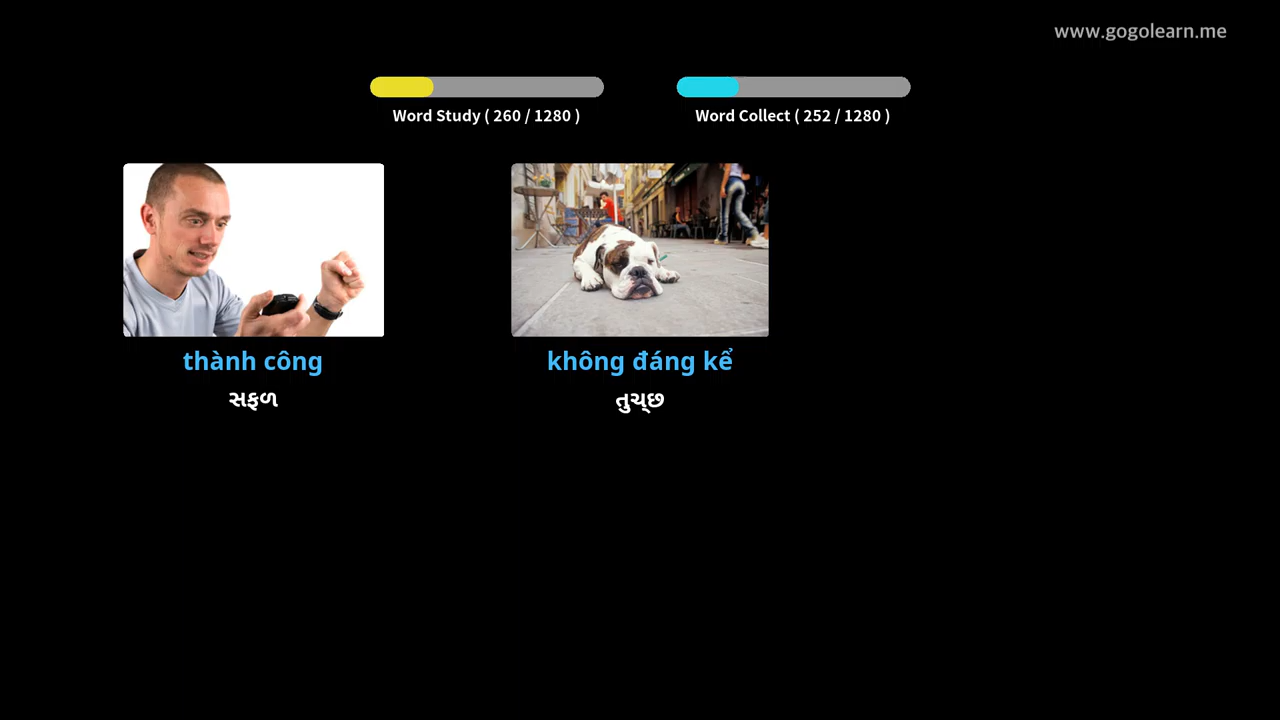 www.gogolearn.me
Word Study ( 260 / 1280 )
Word Collect ( 252 / 1280 )
thành công
સફળ
không đáng kể
તુચ્છ